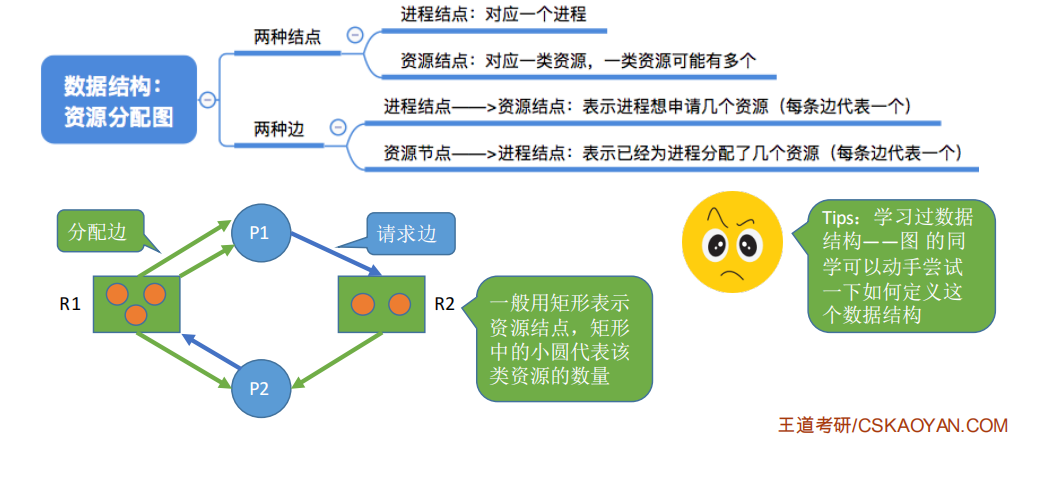 数据结构：
资源分配图
两种结点
进程结点：对应一个进程
资源结点：对应一类资源，一类资源可能有多个
两种边
进程结点——>资源结点：表示进程想申请几个资源（每条边代表一个）
资源节点——>进程结点：表示已经为进程分配了几个资源（每条边代表一个）
分配边
P1
请求边
R1
R2
P2
一般用矩形表示
资源结点，矩形
中的小圆代表该
类资源的数量
Tips：学习过数据
结构——图 的同
学可以动手尝试
一下如何定义这
个数据结构
王道考研/CSKAOYAN.COM